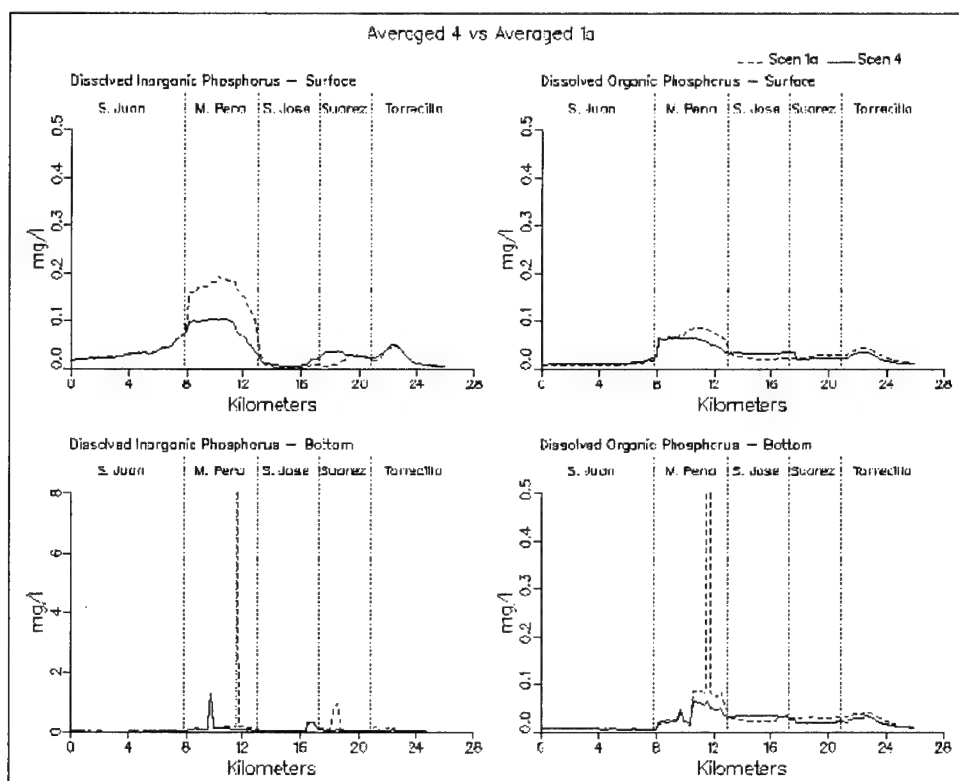 Averaged 4 vs Averaged 1a
Scen 1a Scen 4
Dissolved Inorganic Phosphorus – Surface
S. Juan M. Pena S. Jose Suarez Torrecilla
0.5
0.4
0.3
0.2
0.1
0.0
mg/l
0 4 8 12 16 20 24 28
Kilometers
Dissolved Organic Phosphorus – Surface
S. Juan M. Pena S. Jose Suarez Torrecilla
0.5
0.4
0.3
0.2
0.1
0.0
mg/l
0 4 8 12 16 20 24 28
Kilometers
Dissolved Inorganic Phosphorus – Bottom
S. Juan M. Pena S. Jose Suarez Torrecilla
8
6
4
2
0
mg/l
0 4 8 12 16 20 24 28
Kilometers
Dissolved Organic Phosphorus – Bottom
S. Juan M. Pena S. Jose Suarez Torrecilla
0.5
0.4
0.3
0.2
0.1
0.0
mg/l
0 4 8 12 16 20 24 28
Kilometers